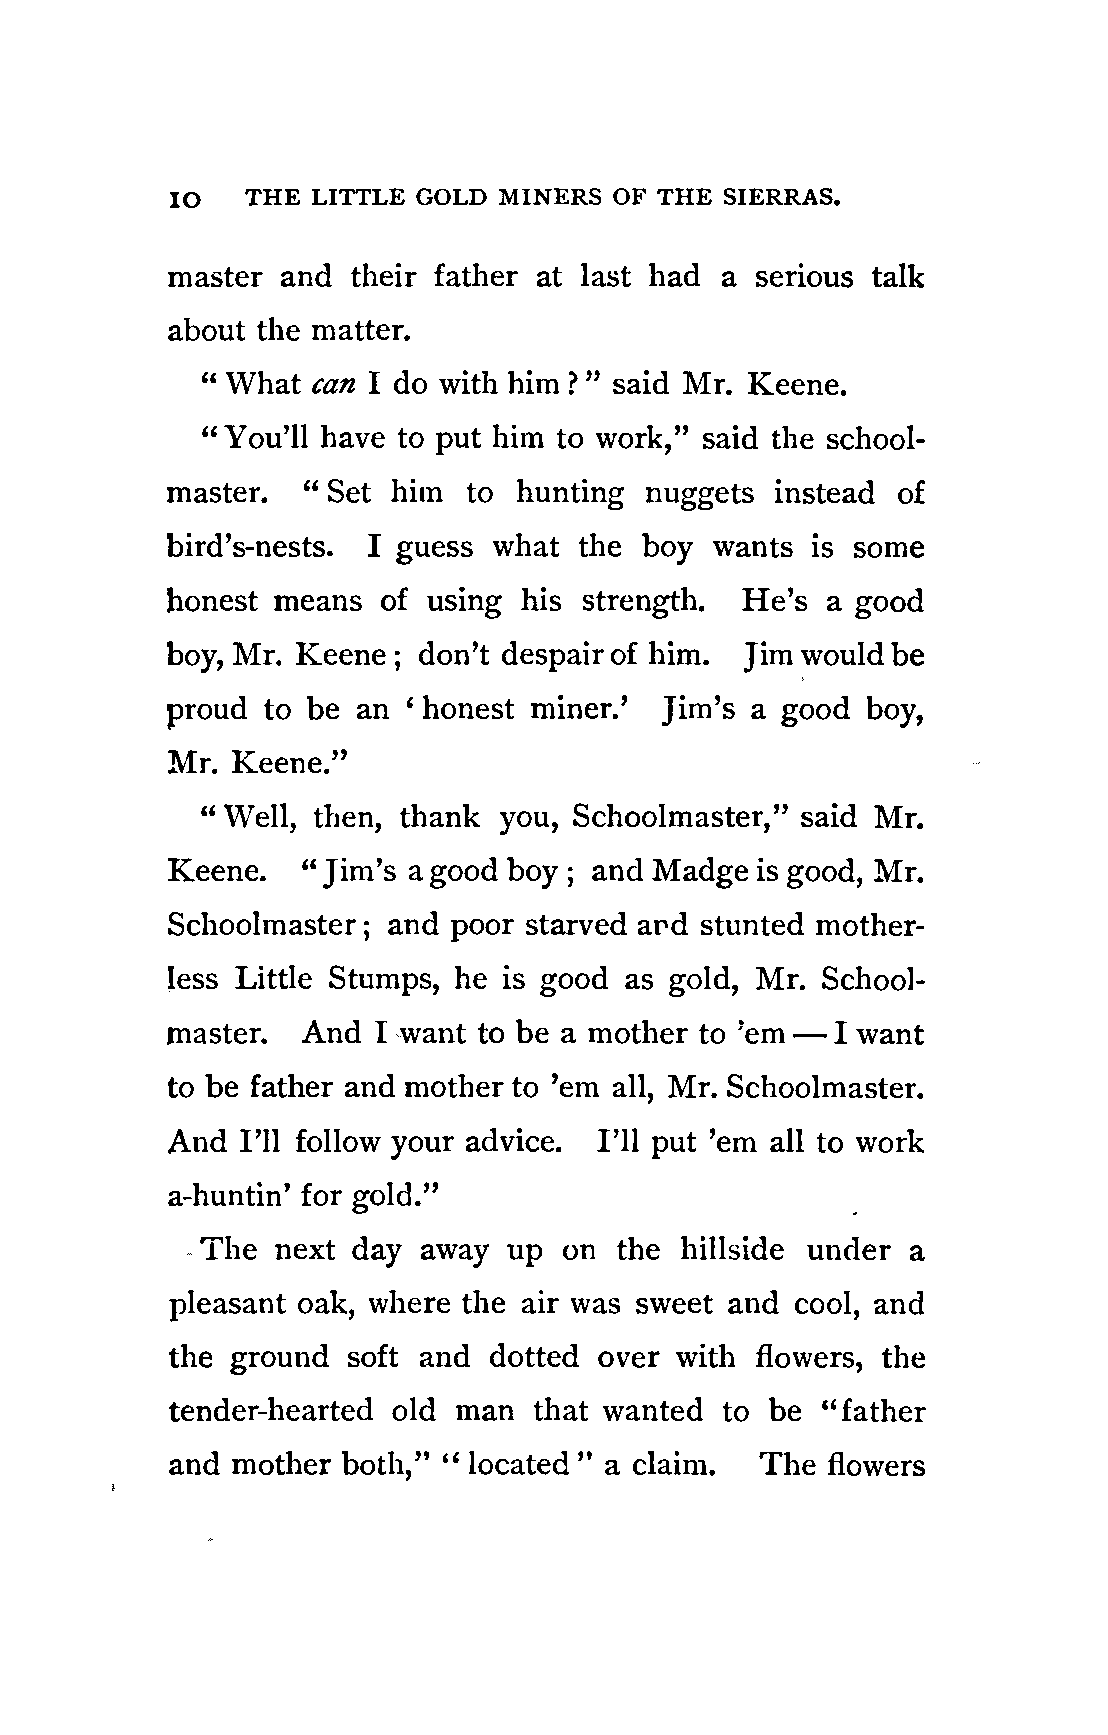 10 THE LITTLE GOLD MINERS OF THE SIERRAS.
master and their father at last had a serious talk
about the matter.
“ What can I do with him ? ” said Mr. Keene.
“ You’ll have to put him to work,” said the school-
master. “ Set him to hunting nuggets instead of
bird’s-nests. I guess what the boy wants is some
honest means of using his strength. He’s a good
boy, Mr. Keene ; don’t despair of him. Jim would be
proud to be an ‘ honest miner.’ Jim’s a good boy,
Mr. Keene.”
“ Well, then, thank you, Schoolmaster,” said Mr.
Keene. “ Jim’s a good boy ; and Madge is good, Mr.
Schoolmaster ; and poor starved and stunted mother-
less Little Stumps, he is good as gold, Mr. School-
master. And I want to be a mother to ’em — I want
to be father and mother to ’em all, Mr. Schoolmaster.
And I’ll follow your advice. I’ll put ’em all to work
a-huntin’ for gold.”
The next day away up on the hillside under a
pleasant oak, where the air was sweet and cool, and
the ground soft and dotted over with flowers, the
tender-hearted old man that wanted to be “father
and mother both,” “ located ” a claim. The flowers